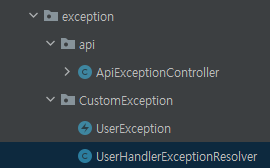 exception
api
ApiExceptionController
CustomException
UserException
UserHandlerExceptionResolver